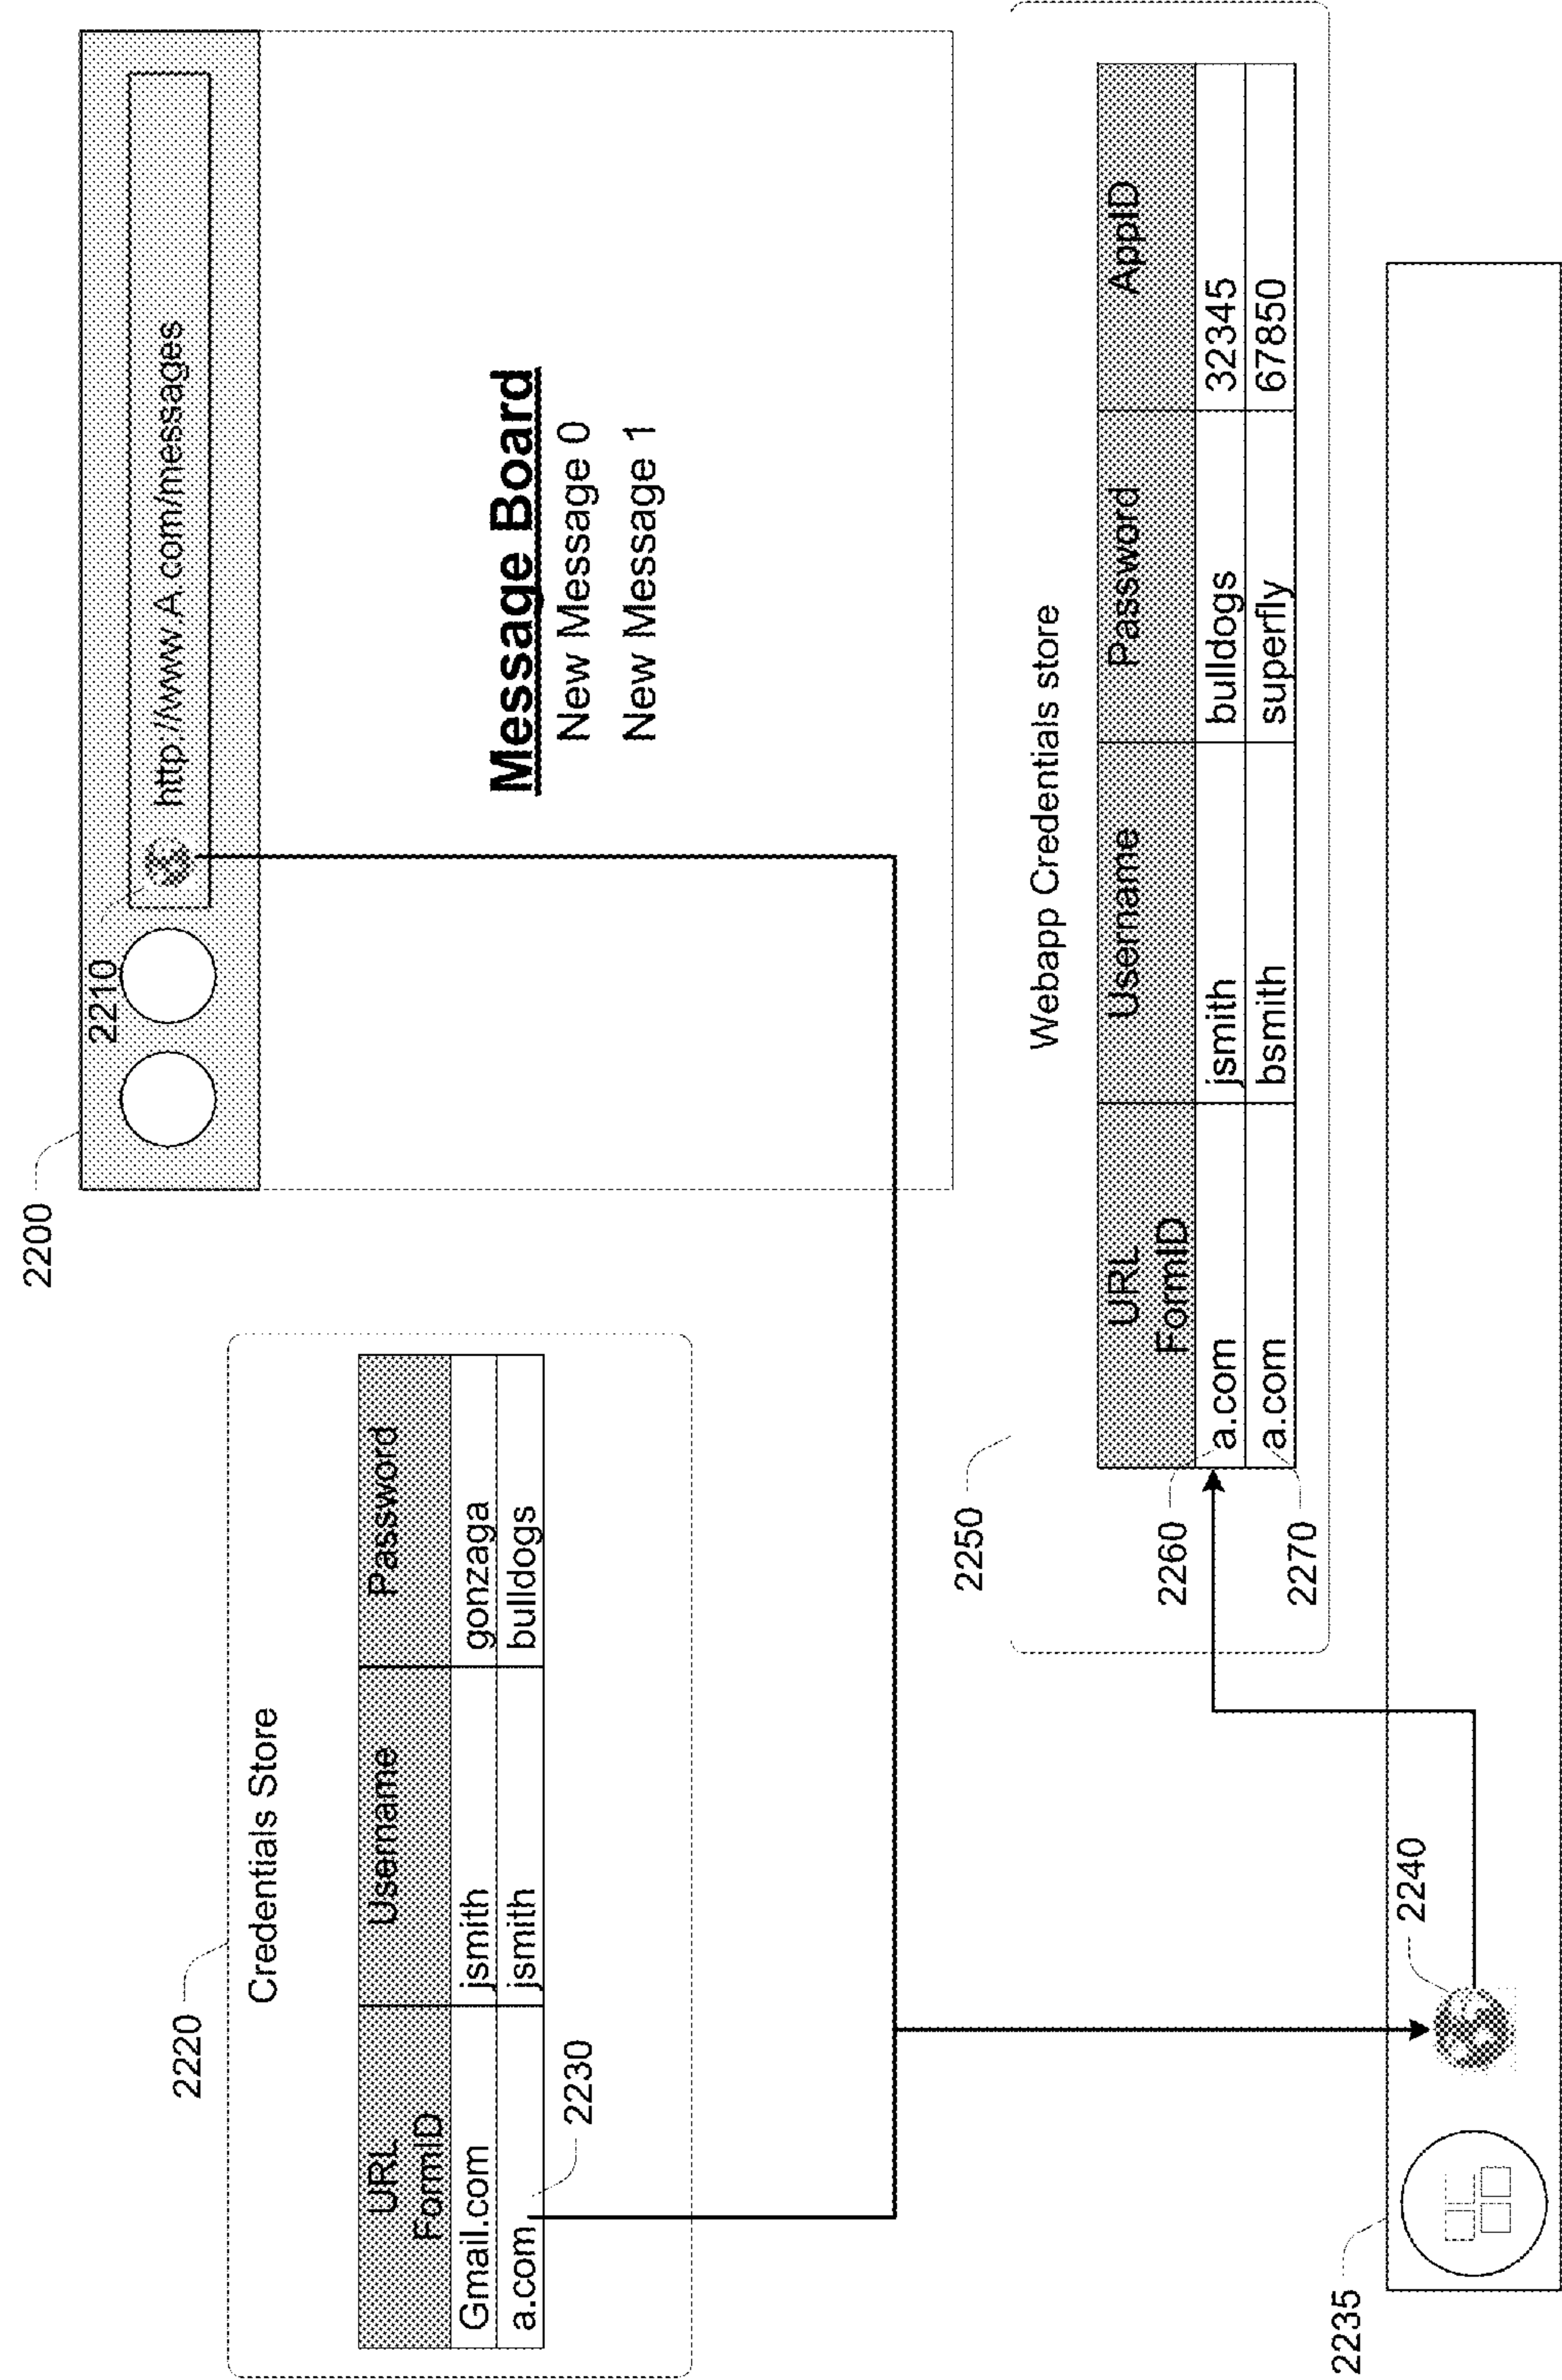 2220
Credentials Store
URL FormID Username Password
Gmail.com jsmith gonzaga
a.com jsmith bulldogs
2230
2200
2210
http://www.A.com/messages
Message Board
New Message 0
New Message 1
2250
Webapp Credentials store
URL FormID Username Password AppID
2260
a.com jsmith bulldogs 32345
a.com bsmith superfly 67850
2270
2235
2240